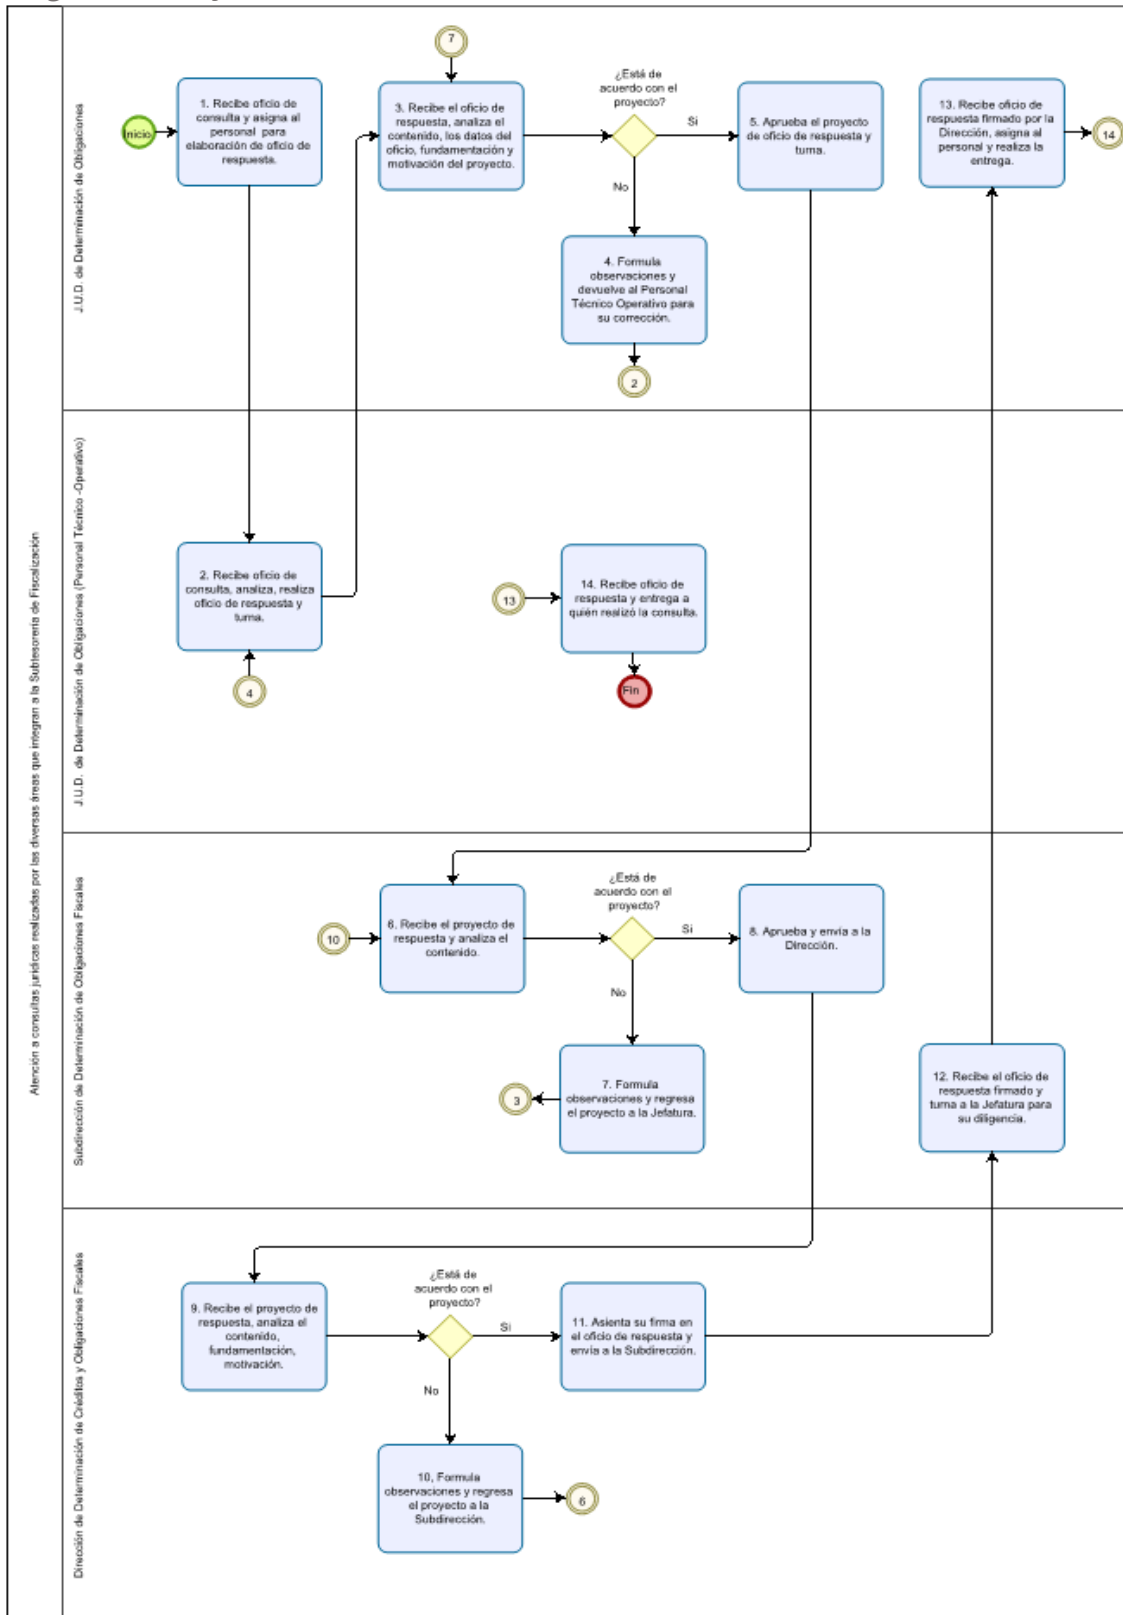 Atención a consultas jurídicas realizadas por las diversas áreas que integran a la Subtesorería de Fiscalización
J.U.D. de Determinación de Obligaciones
Inicio
1. Recibe oficio de
consulta y asigna al
personal para
elaboración de oficio de
respuesta.
7
3. Recibe el oficio de
respuesta, analiza el
contenido, los datos del
oficio, fundamentación y
motivación del proyecto.
¿Está de
acuerdo con el
proyecto?
Si
No
4. Formula
observaciones y
devuelve al Personal
Técnico Operativo para
su corrección.
2
5. Aprueba el proyecto
de oficio de respuesta y
turna.
13. Recibe oficio de
respuesta firmado por la
Dirección, asigna al
personal y realiza la
entrega.
14
J.U.D. de Determinación de Obligaciones (Personal Técnico -Operativo)
2. Recibe oficio de
consulta, analiza, realiza
oficio de respuesta y
turna.
4
13
14. Recibe oficio de
respuesta y entrega a
quién realizó la consulta.
Fin
Subdirección de Determinación de Obligaciones Fiscales
10
6. Recibe el proyecto de
respuesta y analiza el
contenido.
¿Está de
acuerdo con el
proyecto?
Si
No
8. Aprueba y envía a la
Dirección.
3
7. Formula
observaciones y regresa
el proyecto a la Jefatura.
12. Recibe el oficio de
respuesta firmado y
turna a la Jefatura para
su diligencia.
Dirección de Determinación de Créditos y Obligaciones Fiscales
9. Recibe el proyecto de
respuesta, analiza el
contenido,
fundamentación,
motivación.
¿Está de
acuerdo con el
proyecto?
Si
No
11. Asienta su firma en
el oficio de respuesta y
envía a la Subdirección.
10, Formula
observaciones y regresa
el proyecto a la
Subdirección.
6